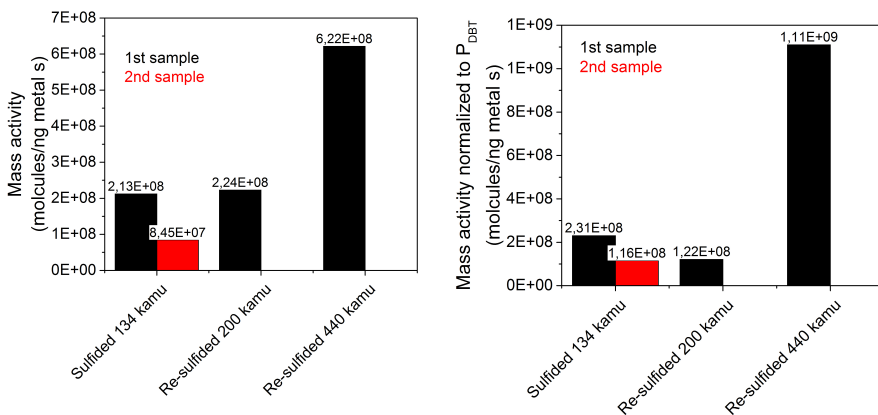 7E+08
6E+08
5E+08
4E+08
3E+08
2E+08
1E+08
0E+00
Mass activity
(molcules/ng metal s)
1st sample
2nd sample
2,13E+08
8,45E+07
2,24E+08
6,22E+08
Sulfided 134 kamu
Re-sulfided 200 kamu
Re-sulfided 440 kamu
1E+09
1E+09
8E+08
6E+08
4E+08
2E+08
0E+00
Mass activity normalized to P_DBT
(molcules/ng metal s)
1st sample
2nd sample
2,31E+08
1,16E+08
1,22E+08
1,11E+09
Sulfided 134 kamu
Re-sulfided 200 kamu
Re-sulfided 440 kamu